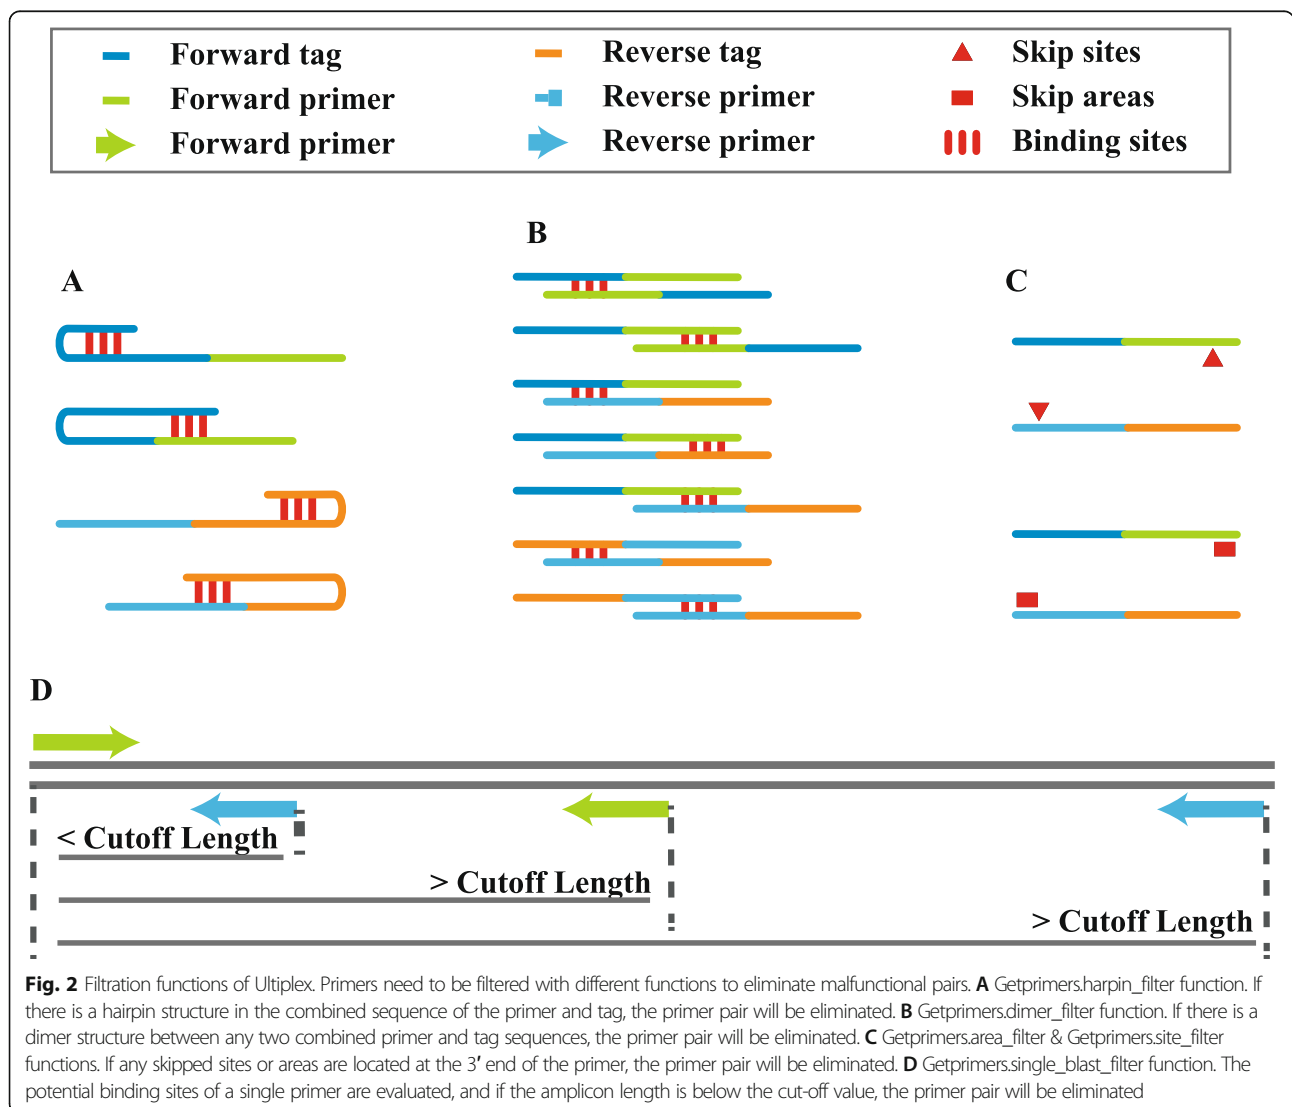 Forward tag
Reverse tag
Skip sites
Forward primer
Reverse primer
Skip areas
Forward primer
Reverse primer
Binding sites
A
B
C
D
< Cutoff Length
> Cutoff Length
> Cutoff Length
Fig. 2 Filtration functions of Ultiplex. Primers need to be filtered with different functions to eliminate malfunctional pairs. A Getprimers.harpin_filter function. If
there is a hairpin structure in the combined sequence of the primer and tag, the primer pair will be eliminated. B Getprimers.dimer_filter function. If there is a
dimer structure between any two combined primer and tag sequences, the primer pair will be eliminated. C Getprimers.area_filter & Getprimers.site_filter
functions. If any skipped sites or areas are located at the 3′ end of the primer, the primer pair will be eliminated. D Getprimers.single_blast_filter function. The
potential binding sites of a single primer are evaluated, and if the amplicon length is below the cut-off value, the primer pair will be eliminated